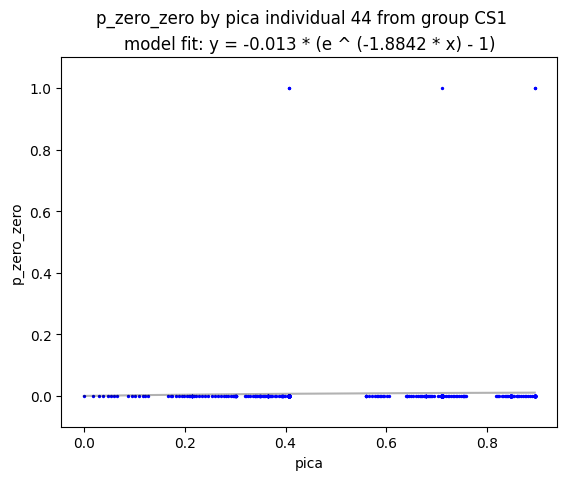 p_zero_zero by pica individual 44 from group CS1
model fit: y = -0.013 * (e ^ (-1.8842 * x) - 1)
1.0
0.8
0.6
0.4
0.2
0.0
p_zero_zero
0.0 0.2 0.4 0.6 0.8
pica